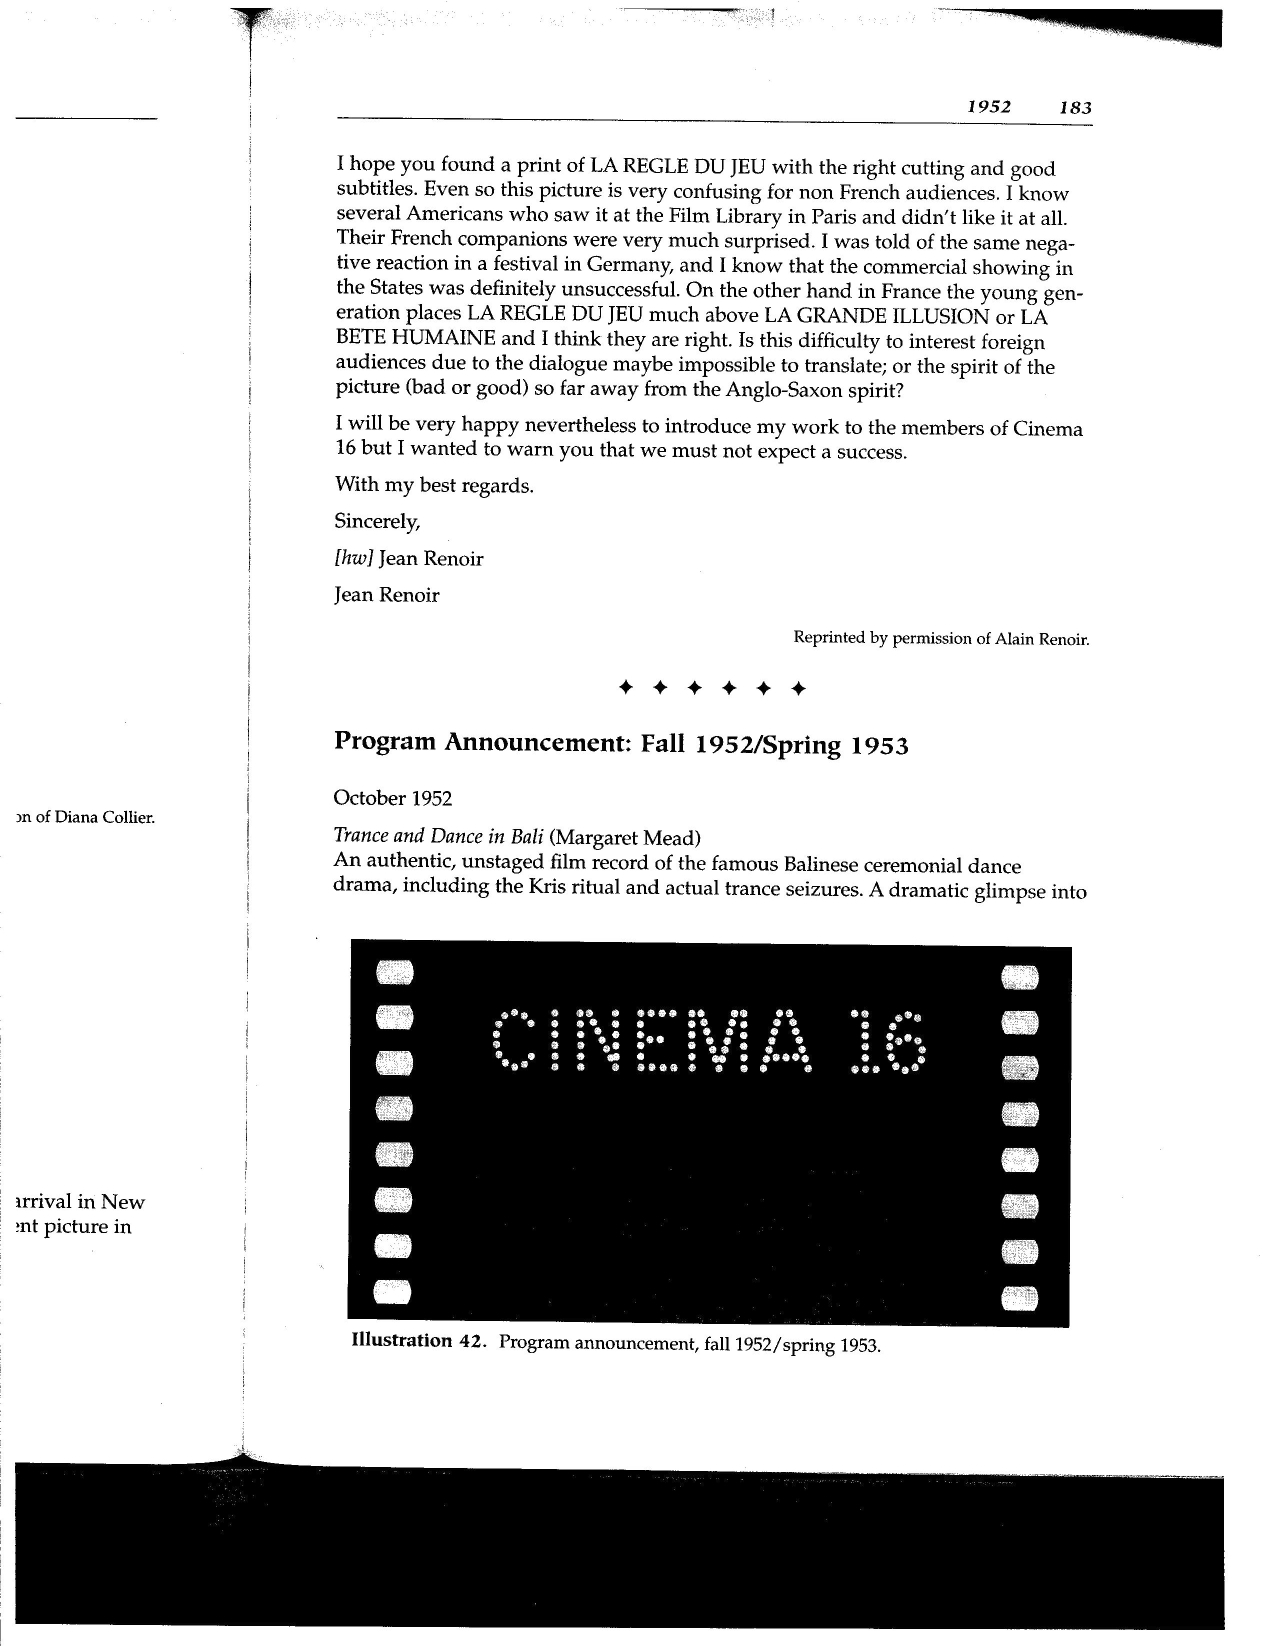 1952 183
I hope you found a print of LA REGLE DU JEU with the right cutting and good
subtitles. Even so this picture is very confusing for non French audiences. I know
several Americans who saw it at the Film Library in Paris and didn't like it at all.
Their French companions were very much surprised. I was told of the same nega-
tive reaction in a festival in Germany, and I know that the commercial showing in
the States was definitely unsuccessful. On the other hand in France the young gen-
eration places LA REGLE DU JEU much above LA GRANDE ILLUSION or LA
BETE HUMAINE and I think they are right. Is this difficulty to interest foreign
audiences due to the dialogue maybe impossible to translate; or the spirit of the
picture (bad or good) so far away from the Anglo-Saxon spirit?
I will be very happy nevertheless to introduce my work to the members of Cinema
16 but I wanted to warn you that we must not expect a success.
With my best regards.
Sincerely,
[hw] Jean Renoir
Jean Renoir
Reprinted by permission of Alain Renoir.
Program Announcement: Fall 1952/Spring 1953
October 1952
Trance and Dance in Bali (Margaret Mead)
An authentic, unstaged film record of the famous Balinese ceremonial dance
drama, including the Kris ritual and actual trance seizures. A dramatic glimpse into
CINEMA 16
Illustration 42. Program announcement, fall 1952/spring 1953.
of Diana Collier.
in New
picture in